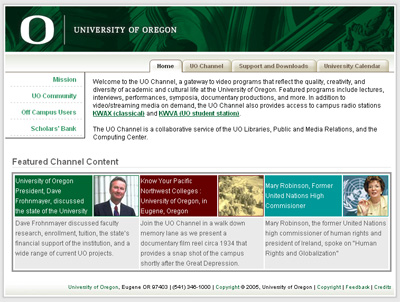 O
UNIVERSITY OF OREGON
Home
UO Channel
Support and Downloads
University Calendar
Mission
UO Community
Off Campus Users
Scholars' Bank
Welcome to the UO Channel, a gateway to video programs that reflect the quality, creativity, and
diversity of academic and cultural life at the University of Oregon. Featured programs include lectures,
interviews, performances, symposia, documentary productions, and more. In addition to
video/streaming media on demand, the UO Channel also provides access to campus radio stations
KWAX (classical) and KWVA (UO student station).
The UO Channel is a collaborative service of the UO Libraries, Public and Media Relations, and the
Computing Center.
Featured Channel Content
University of Oregon
President, Dave
Frohnmayer, discussed
the state of the University
Dave Frohnmayer discussed faculty
research, enrollment, tuition, the state's
financial support of the institution, and a
wide range of current UO projects.
Know Your Pacific
Northwest Colleges :
University of Oregon, in
Eugene, Oregon
Join the UO Channel in a walk down
memory lane as we present a
documentary film reel circa 1934 that
provides a snap shot of the campus
shortly after the Great Depression.
Mary Robinson, Former
United Nations High
Commisioner
Mary Robinson, the former United Nations
high commissioner of human rights and
president of Ireland, spoke on "Human
Rights and Globalization"
University of Oregon, Eugene OR 97403 | (541) 346-1000 | Copyright © 2005, University of Oregon | Copyright | Feedback | Credits